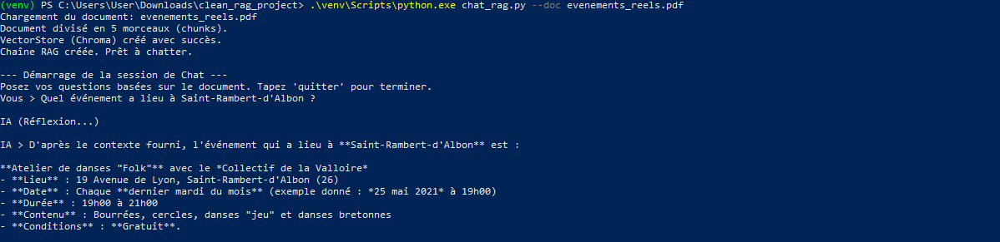 (venv) PS C:\Users\User\Downloads\clean_rag_project> .\venv\Scripts\python.exe chat_rag.py --doc evenements_reels.pdf
Chargement du document: evenements_reels.pdf
Document divisé en 5 morceaux (chunks).
VectorStore (Chroma) créé avec succès.
Chaîne RAG créée. Prêt à chatter.
--- Démarrage de la session de Chat ---
Posez vos questions basées sur le document. Tapez 'quitter' pour terminer.
Vous > Quel événement a lieu à Saint-Rambert-d'Albon ?
IA (Réflexion...)
IA > D'après le contexte fourni, l'événement qui a lieu à **Saint-Rambert-d'Albon** est :
**Atelier de danses "Folk"** avec le *Collectif de la Valloire*
- **Lieu** : 19 Avenue de Lyon, Saint-Rambert-d'Albon (26)
- **Date** : Chaque **dernier mardi du mois** (exemple donné : *25 mai 2021* à 19h00)
- **Durée** : 19h00 à 21h00
- **Contenu** : Bourrées, cercles, danses "jeu" et danses bretonnes
- **Conditions** : **Gratuit**.